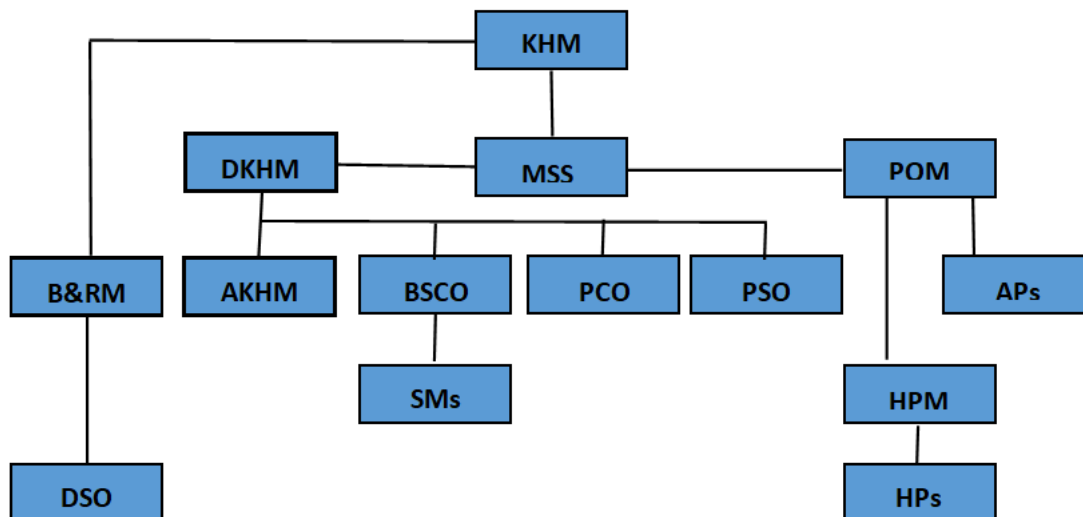 KHM
DKHM
MSS
POM
B&RM
AKHM
BSCO
PCO
PSO
APs
SMs
HPM
DSO
HPs